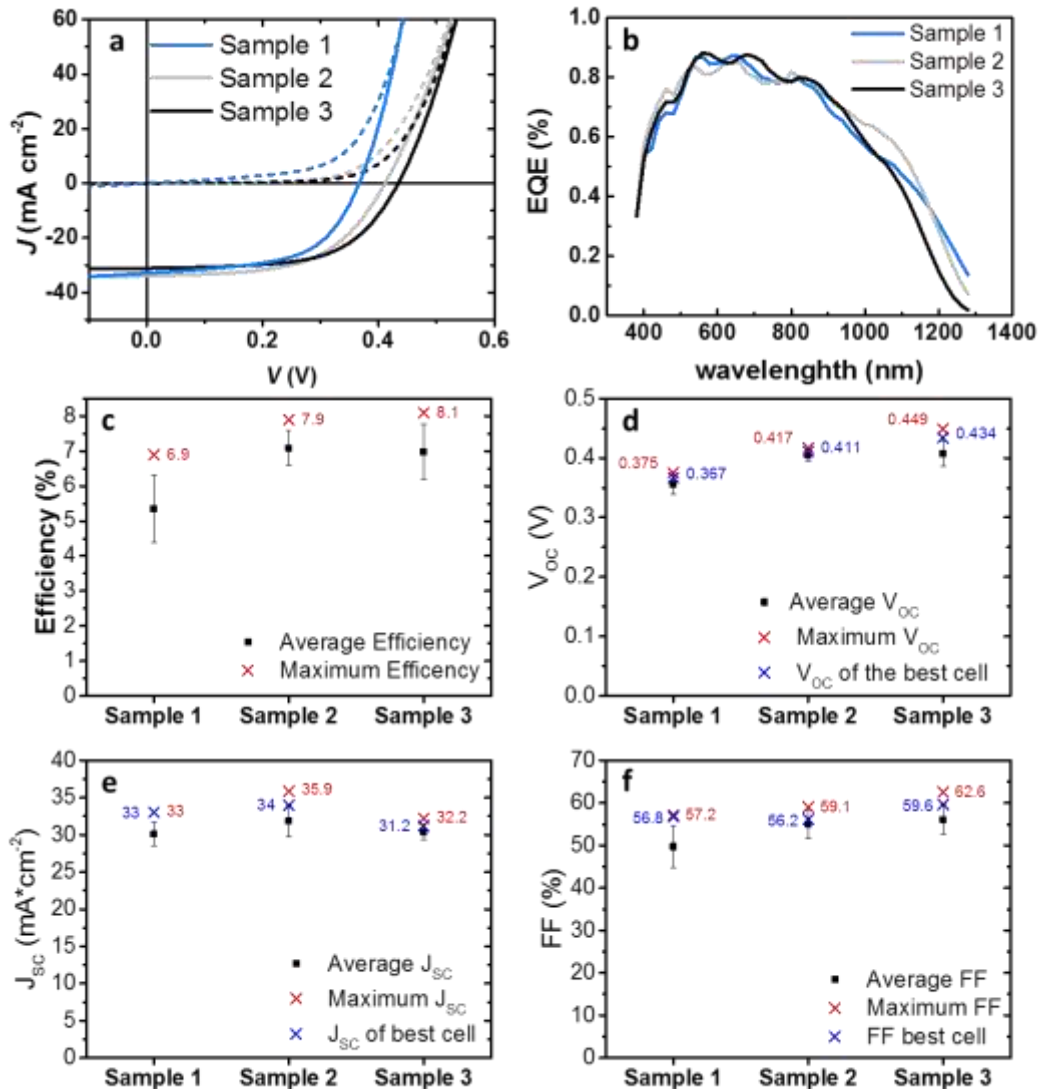 a
Sample 1
Sample 2
Sample 3
60
40
20
0
-20
-40
J (mA cm-2)
0.0 0.2 0.4 0.6
V (V)
b
Sample 1
Sample 2
Sample 3
1.0
0.8
0.6
0.4
0.2
0.0
EQE (%)
400 600 800 1000 1200 1400
wavelenghth (nm)
c
8
7
6
5
4
3
2
1
0
Efficiency (%)
6.9
7.9
8.1
Average Efficiency
Maximum Efficency
Sample 1 Sample 2 Sample 3
d
0.5
0.4
0.3
0.2
0.1
0.0
VOC (V)
0.375
0.367
0.417
0.411
0.449
0.434
Average VOC
Maximum VOC
VOC of the best cell
Sample 1 Sample 2 Sample 3
e
40
35
30
25
20
15
10
5
0
JSC (mA*cm-2)
33
33
34
35.9
31.2
32.2
Average JSC
Maximum JSC
JSC of best cell
Sample 1 Sample 2 Sample 3
f
70
60
50
40
30
20
10
0
FF (%)
56.8
57.2
56.2
59.1
59.6
62.6
Average FF
Maximum FF
FF best cell
Sample 1 Sample 2 Sample 3